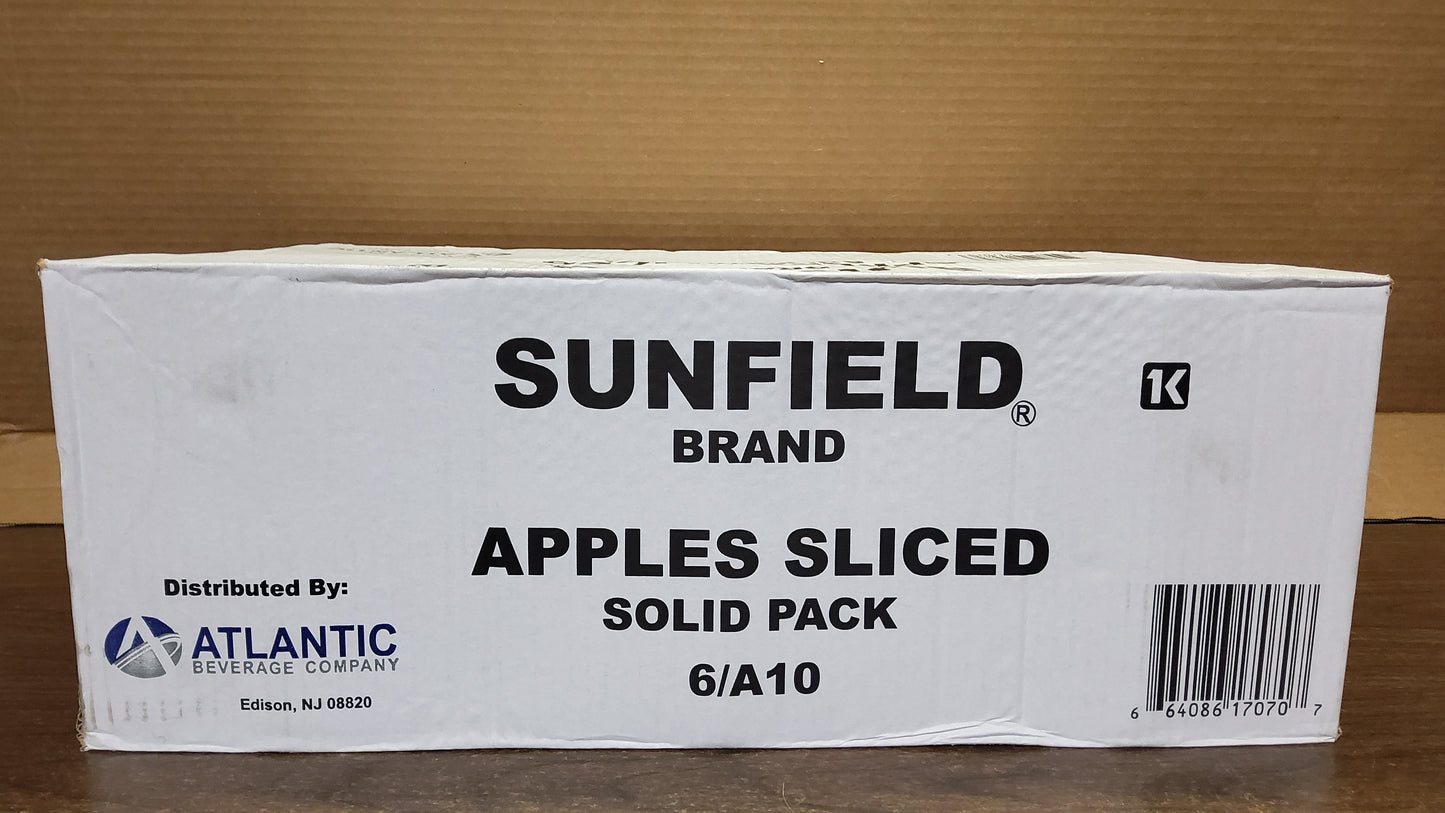 SUNFIELD®
BRAND
1K
APPLES SLICED
SOLID PACK
6/A10
Distributed By:
ATLANTIC
BEVERAGE COMPANY
Edison, NJ 08820
6 64086 17070 7